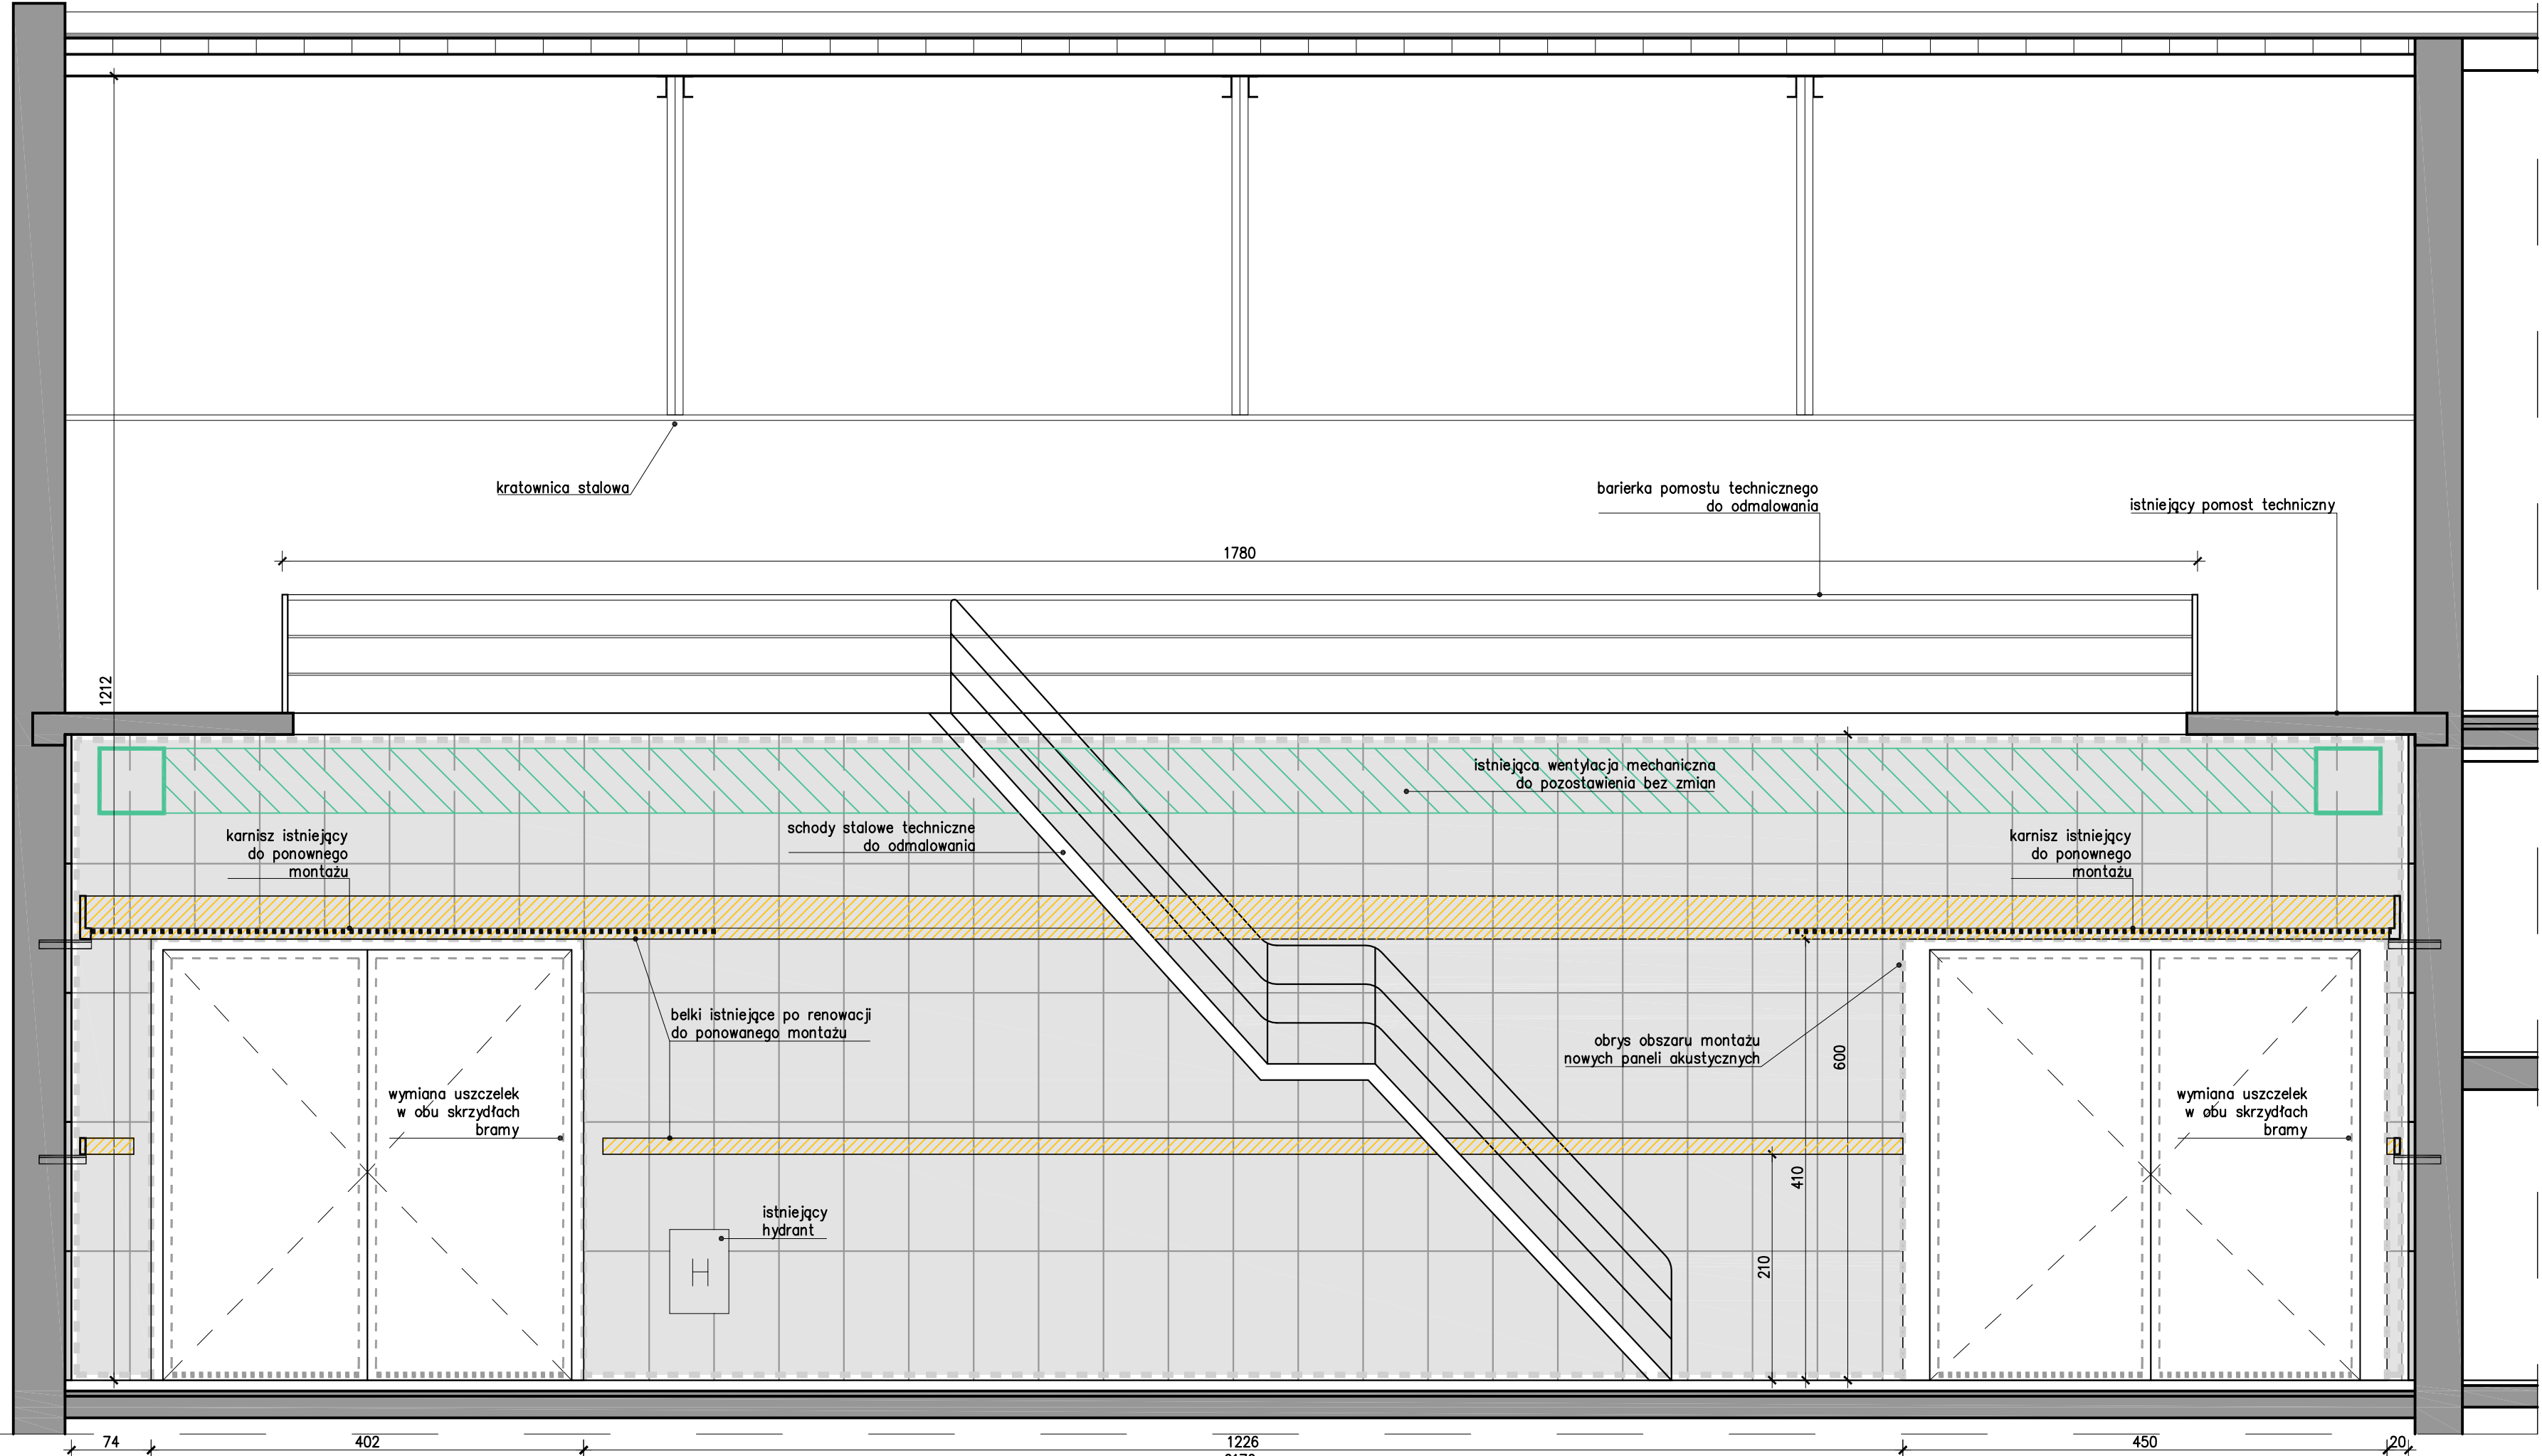 kratownica stalowa
barierka pomostu technicznego
do odmalowania
istniejący pomost techniczny
1780
1212
istniejąca wentylacja mechaniczna
do pozostawienia bez zmian
schody stalowe techniczne
do odmalowania
karnisz istniejący
do ponownego
montażu
karnisz istniejący
do ponownego
montażu
belki istniejące po renowacji
do ponowanego montażu
obrys obszaru montażu
nowych paneli akustycznych
600
wymiana uszczelek
w obu skrzydłach
bramy
wymiana uszczelek
w obu skrzydłach
bramy
410
210
istniejący
hydrant
H
74
402
1226
450
20